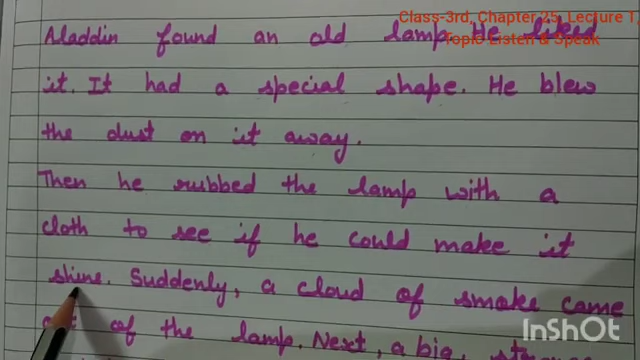 Class-3rd, Chapter 25, Lecture 1,
Topic Listen & Speak
Aladdin found an old lamp. He liked
it. It had a special shape. He blew
the dust on it away.
Then he rubbed the lamp with a
cloth to see if he could make it
shine. Suddenly, a cloud of smoke came
out of the lamp. Next, a big,
InShOt